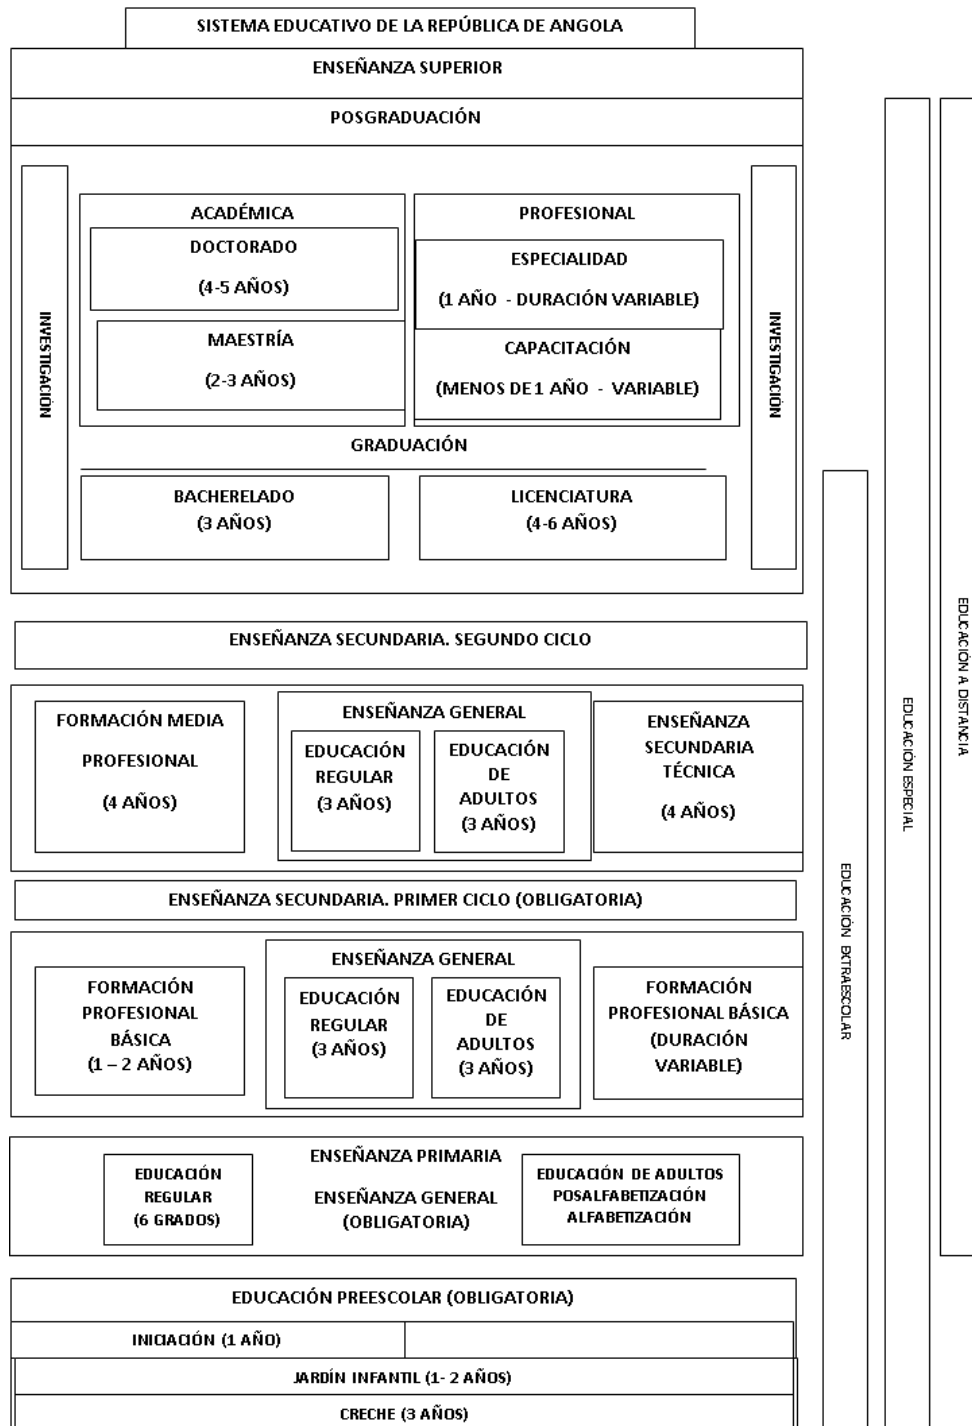 SISTEMA EDUCATIVO DE LA REPÚBLICA DE ANGOLA
ENSEÑANZA SUPERIOR
POSGRADUACIÓN
INVESTIGACIÓN
ACADÉMICA
DOCTORADO
(4-5 AÑOS)
MAESTRÍA
(2-3 AÑOS)
PROFESIONAL
ESPECIALIDAD
(1 AÑO - DURACIÓN VARIABLE)
CAPACITACIÓN
(MENOS DE 1 AÑO - VARIABLE)
INVESTIGACIÓN
GRADUACIÓN
BACHERELADO
(3 AÑOS)
LICENCIATURA
(4-6 AÑOS)
ENSEÑANZA SECUNDARIA. SEGUNDO CICLO
FORMACIÓN MEDIA
PROFESIONAL
(4 AÑOS)
ENSEÑANZA GENERAL
EDUCACIÓN
REGULAR
(3 AÑOS)
EDUCACIÓN
DE
ADULTOS
(3 AÑOS)
ENSEÑANZA
SECUNDARIA
TÉCNICA
(4 AÑOS)
ENSEÑANZA SECUNDARIA. PRIMER CICLO (OBLIGATORIA)
FORMACIÓN
PROFESIONAL
BÁSICA
(1 – 2 AÑOS)
ENSEÑANZA GENERAL
EDUCACIÓN
REGULAR
(3 AÑOS)
EDUCACIÓN
DE
ADULTOS
(3 AÑOS)
FORMACIÓN
PROFESIONAL BÁSICA
(DURACIÓN
VARIABLE)
EDUCACIÓN
REGULAR
(6 GRADOS)
ENSEÑANZA PRIMARIA
ENSEÑANZA GENERAL
(OBLIGATORIA)
EDUCACIÓN DE ADULTOS
POSALFABETIZACIÓN
ALFABETIZACIÓN
EDUCACIÓN PREESCOLAR (OBLIGATORIA)
INICIACIÓN (1 AÑO)
JARDÍN INFANTIL (1- 2 AÑOS)
CRECHE (3 AÑOS)
EDUCACIÓN EXTRAESCOLAR
EDUCACIÓN ESPECIAL
EDUCACIÓN A DISTANCIA